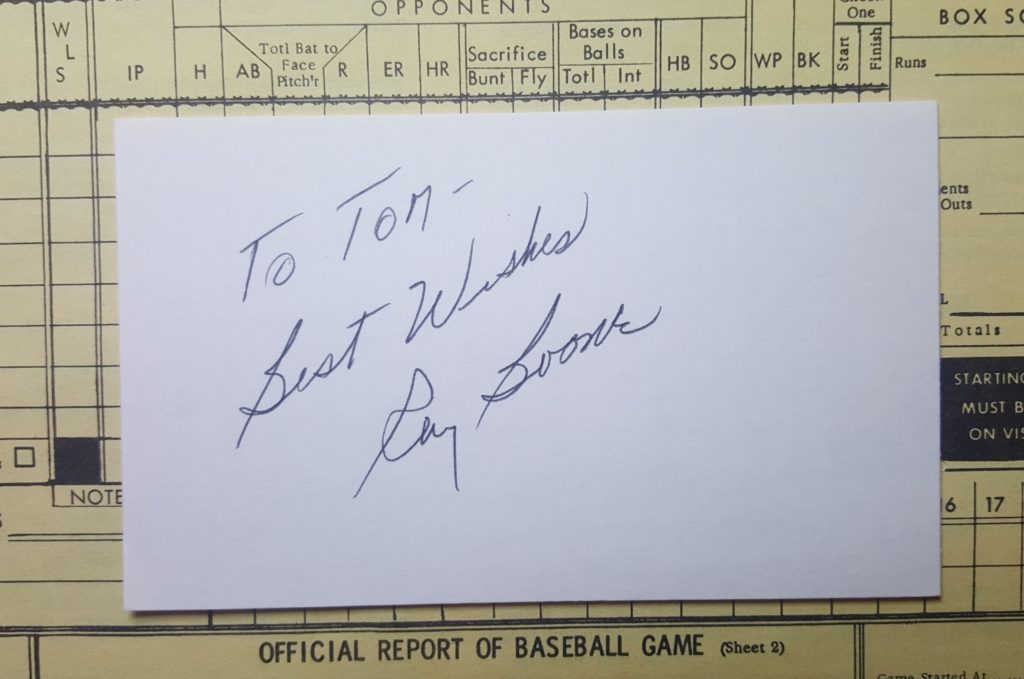 OPPONENTS
W L S
IP
H
AB
Totl Bat to Face Pitch'r
R
ER
HR
Sacrifice
Bunt Fly
Bases on Balls
Totl Int
HB
SO
WP
BK
One
Start
Finish
BOX SC
Runs
ents
Outs
L
Totals
STARTING
MUST B
ON VIS
NOTE
16 17
To Tom-
Best Wishes
Ray Boone
OFFICIAL REPORT OF BASEBALL GAME (Sheet 2)
Game Started At